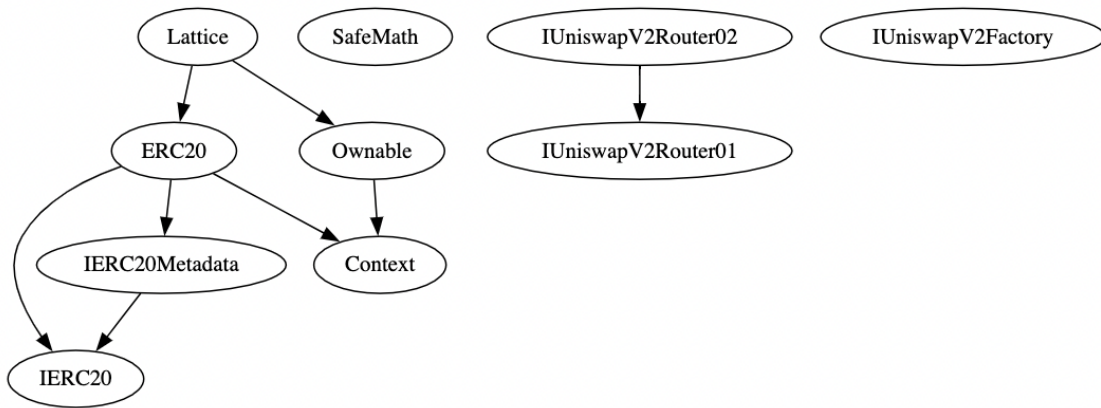 Lattice
SafeMath
IUniswapV2Router02
IUniswapV2Factory
ERC20
Ownable
IUniswapV2Router01
IERC20Metadata
Context
IERC20